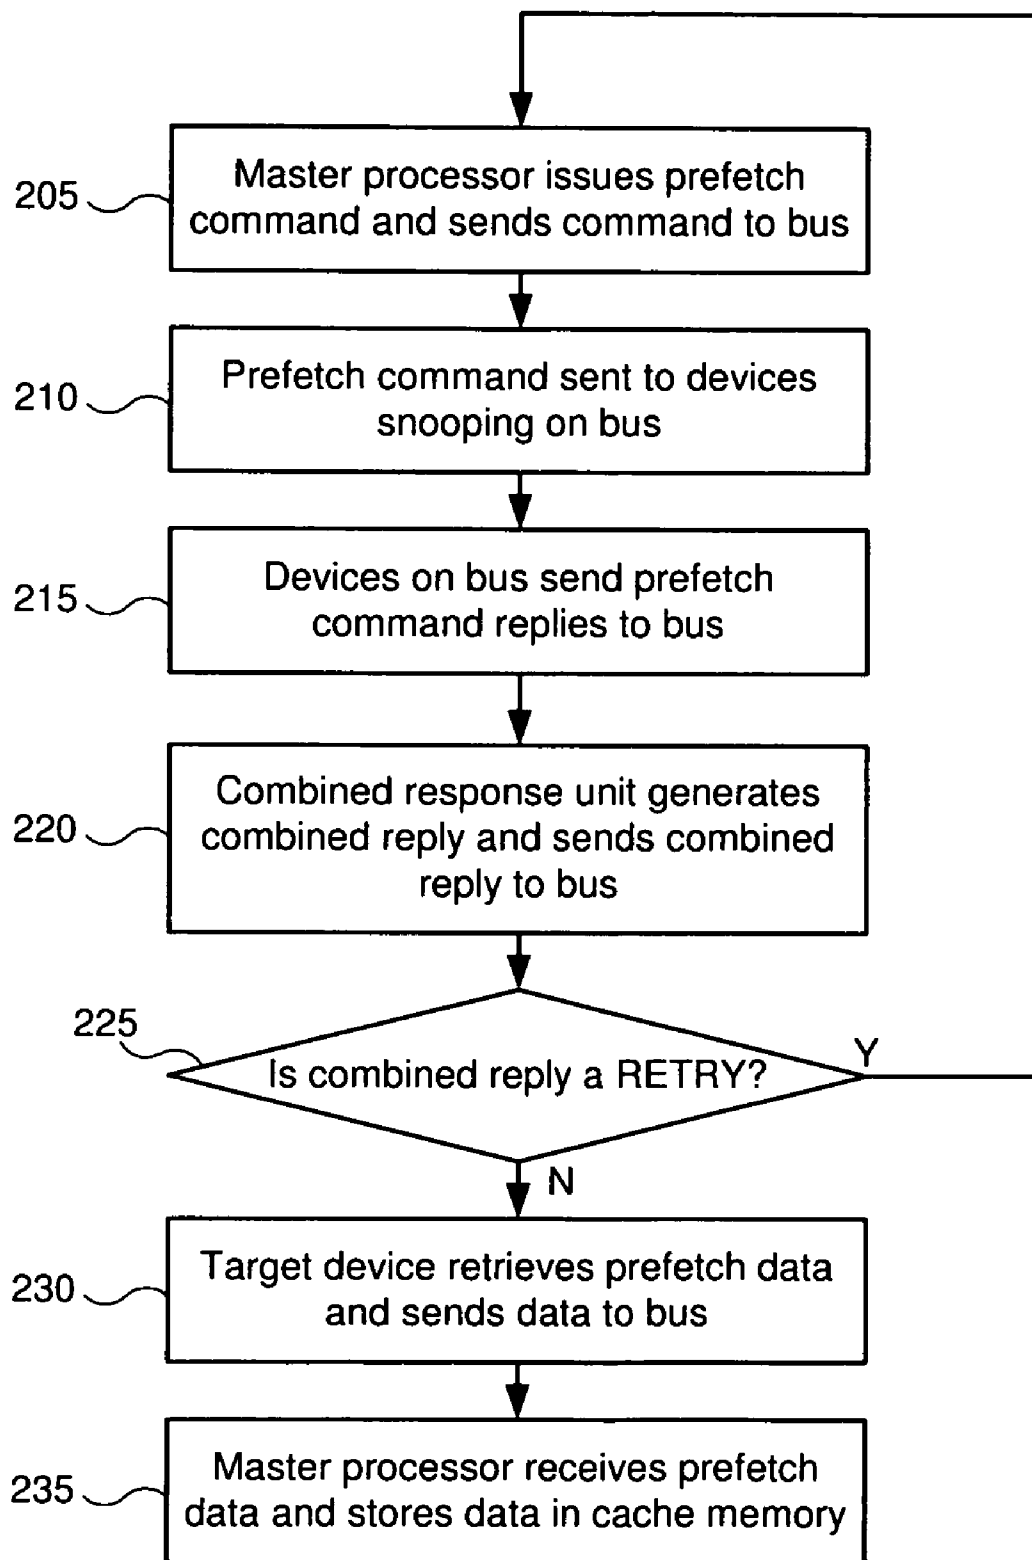 205
Master processor issues prefetch
command and sends command to bus
210
Prefetch command sent to devices
snooping on bus
215
Devices on bus send prefetch
command replies to bus
220
Combined response unit generates
combined reply and sends combined
reply to bus
225
Is combined reply a RETRY?
Y
N
230
Target device retrieves prefetch data
and sends data to bus
235
Master processor receives prefetch
data and stores data in cache memory